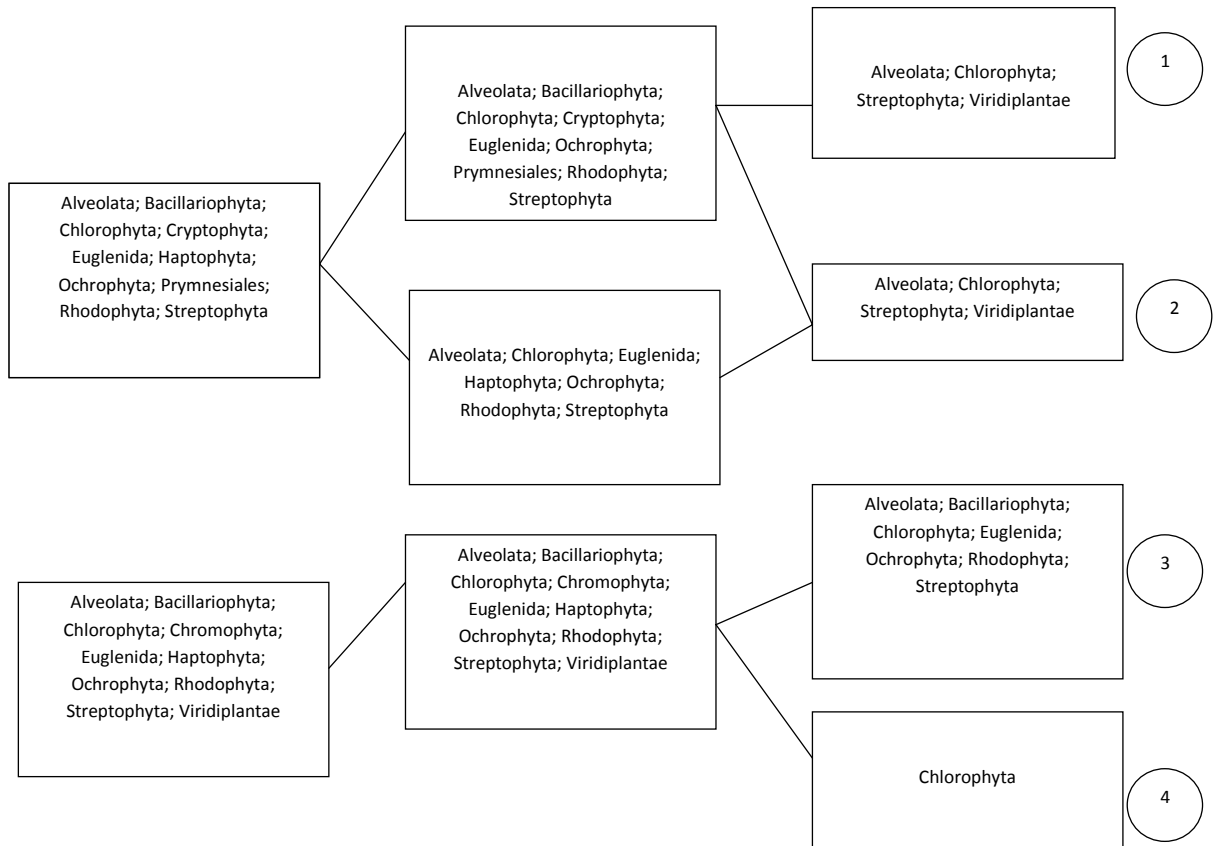 Alveolata; Bacillariophyta;
Chlorophyta; Cryptophyta;
Euglenida; Haptophyta;
Ochrophyta; Prymnesiales;
Rhodophyta; Streptophyta
Alveolata; Bacillariophyta;
Chlorophyta; Cryptophyta;
Euglenida; Ochrophyta;
Prymnesiales; Rhodophyta;
Streptophyta
Alveolata; Chlorophyta; Euglenida;
Haptophyta; Ochrophyta;
Rhodophyta; Streptophyta
Alveolata; Chlorophyta;
Streptophyta; Viridiplantae
1
Alveolata; Chlorophyta;
Streptophyta; Viridiplantae
2
Alveolata; Bacillariophyta;
Chlorophyta; Chromophyta;
Euglenida; Haptophyta;
Ochrophyta; Rhodophyta;
Streptophyta; Viridiplantae
Alveolata; Bacillariophyta;
Chlorophyta; Chromophyta;
Euglenida; Haptophyta;
Ochrophyta; Rhodophyta;
Streptophyta; Viridiplantae
Alveolata; Bacillariophyta;
Chlorophyta; Euglenida;
Ochrophyta; Rhodophyta;
Streptophyta
3
Chlorophyta
4